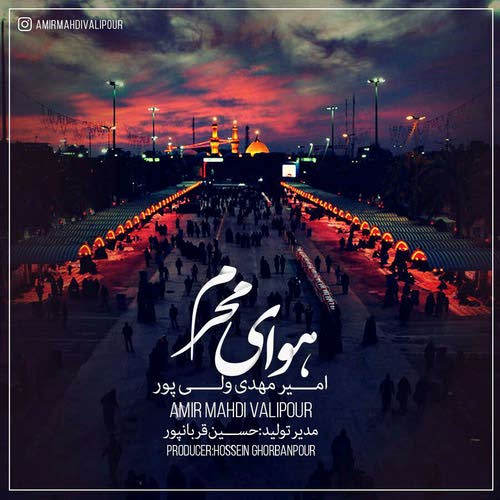 AMIRMAHDIVALIPOUR
هوای محرم
امیر مهدی ولی پور
AMIR MAHDI VALIPOUR
مدیر تولید:حسین قربانپور
PRODUCER:HOSSEIN GHORBANPOUR